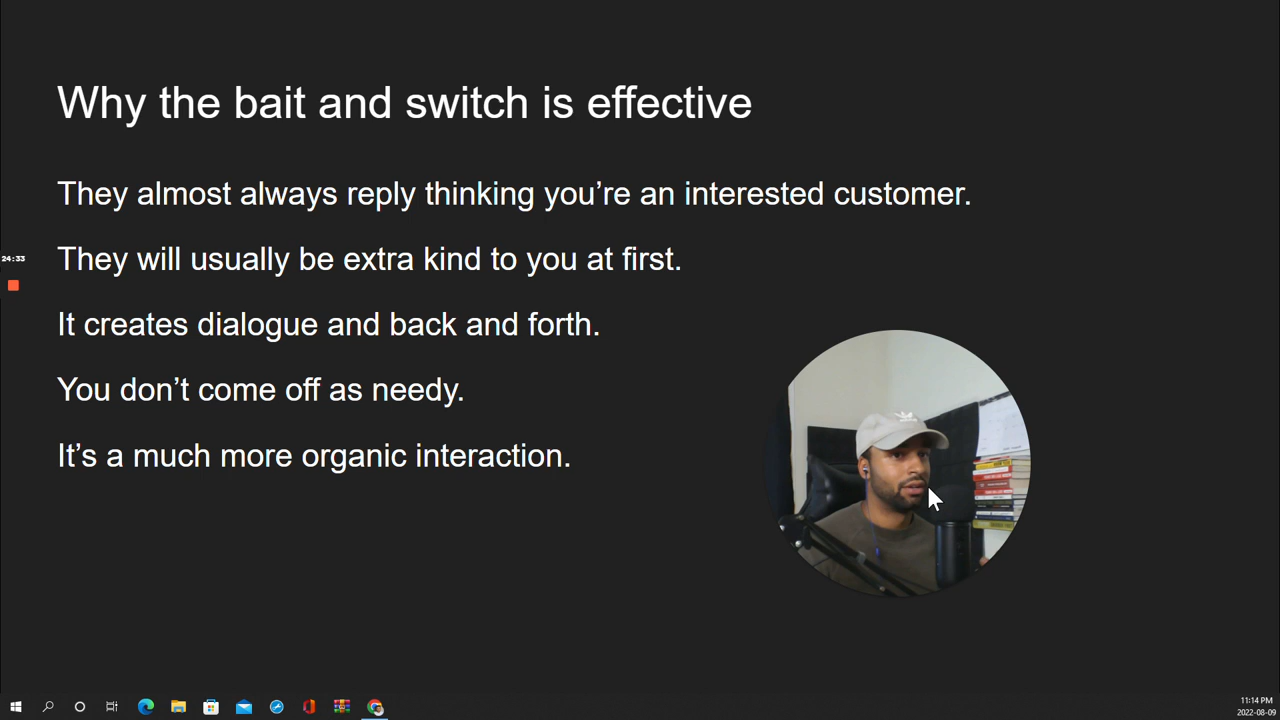 Why the bait and switch is effective
They almost always reply thinking you’re an interested customer.
They will usually be extra kind to you at first.
24:33
It creates dialogue and back and forth.
You don’t come off as needy.
It’s a much more organic interaction.
11:14 PM
2022-08-09